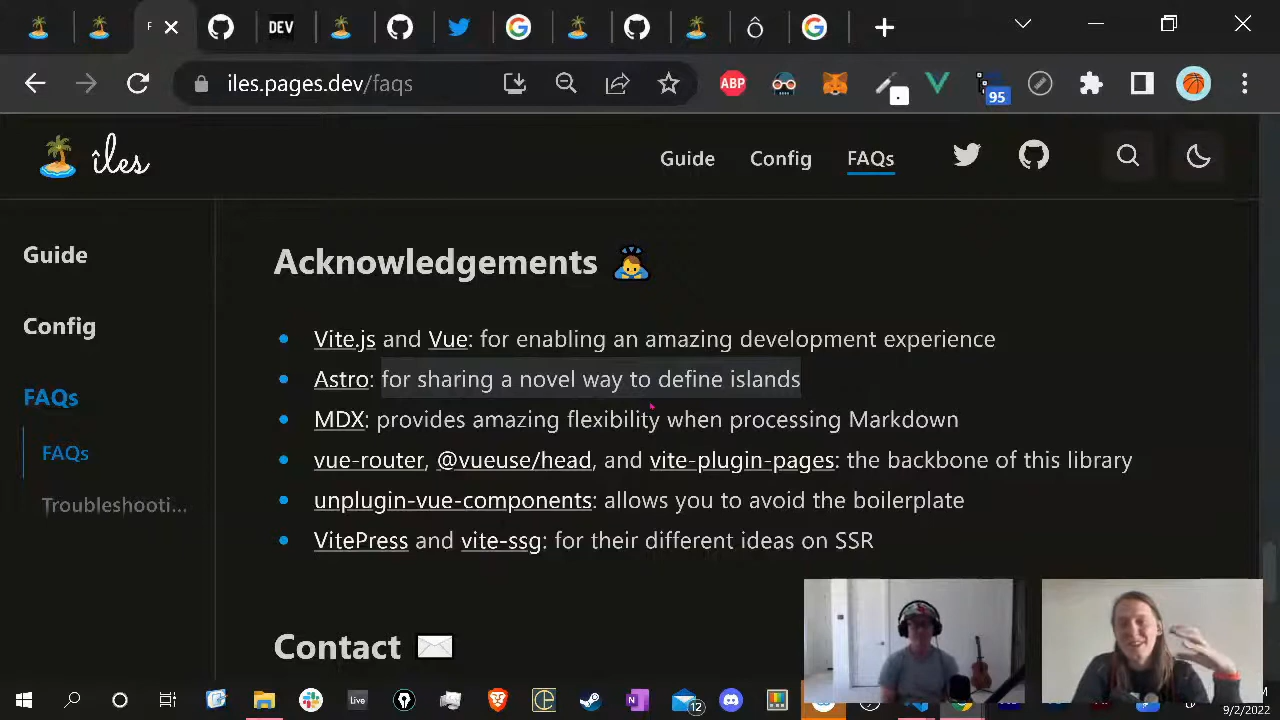 F
DEV
iles.pages.dev/faqs
ABP
95
îles
Guide
Config
FAQs
Guide
Config
FAQs
FAQs
Troubleshooti...
Acknowledgements
Vite.js and Vue: for enabling an amazing development experience
Astro: for sharing a novel way to define islands
MDX: provides amazing flexibility when processing Markdown
vue-router, @vueuse/head, and vite-plugin-pages: the backbone of this library
unplugin-vue-components: allows you to avoid the boilerplate
VitePress and vite-ssg: for their different ideas on SSR
Contact
Live
12
9/2/2022